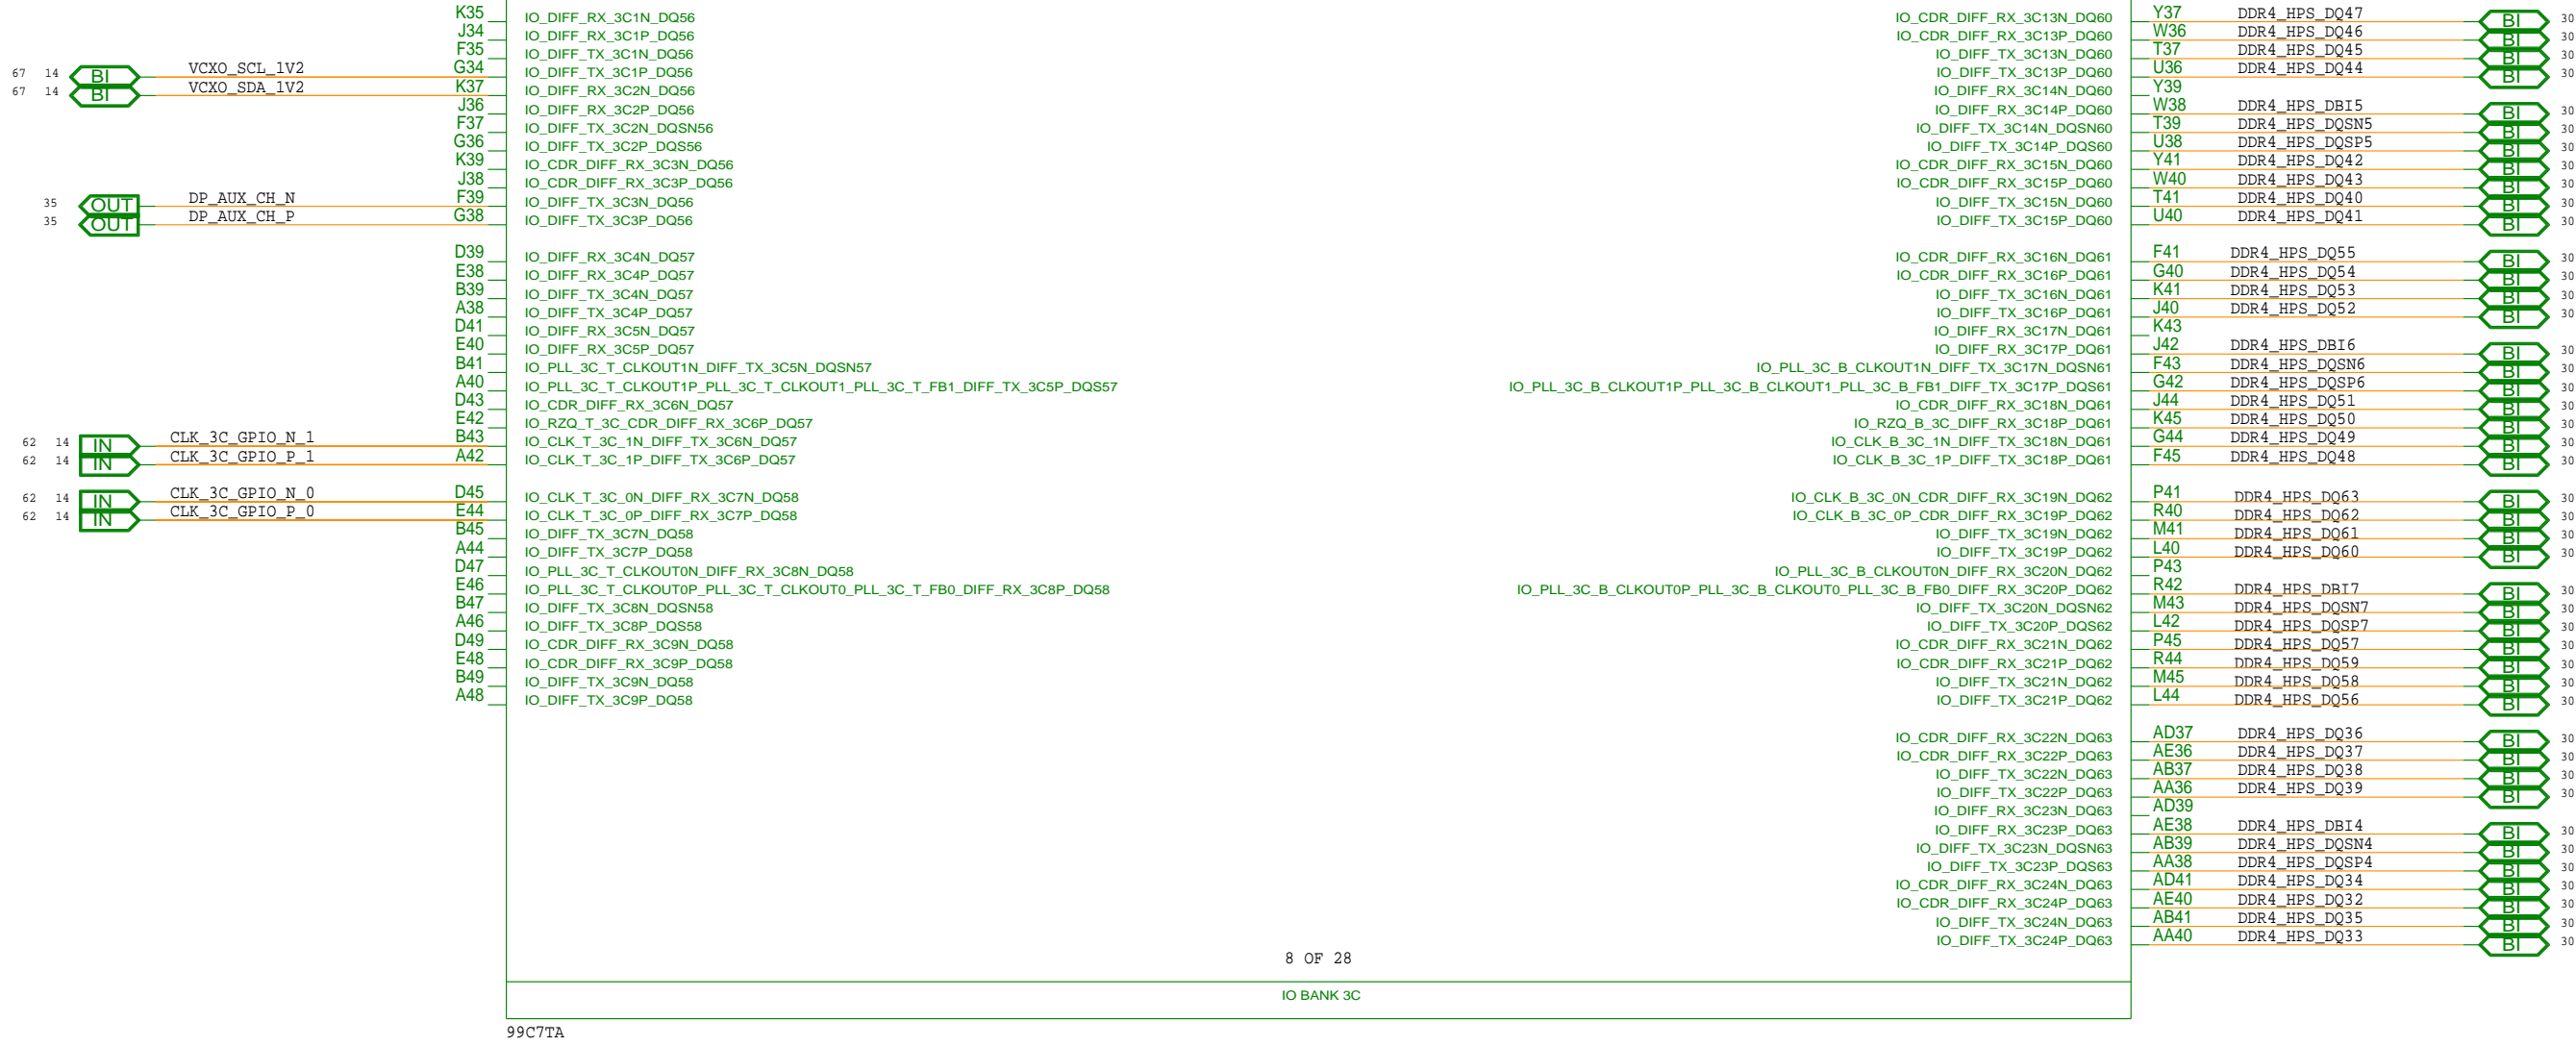 K35 IO_DIFF_RX_3C1N_DQ56 IO_CDR_DIFF_RX_3C13N_DQ60 Y37 DDR4_HPS_DQ47 BI 30
J34 IO_DIFF_RX_3C1P_DQ56 IO_CDR_DIFF_RX_3C13P_DQ60 W36 DDR4_HPS_DQ46 BI 30
F35 IO_DIFF_TX_3C1N_DQ56 IO_DIFF_TX_3C13N_DQ60 T37 DDR4_HPS_DQ45 BI 30
67 14 BI VCXO_SCL_1V2 G34 IO_DIFF_TX_3C1P_DQ56 IO_DIFF_TX_3C13P_DQ60 U36 DDR4_HPS_DQ44 BI 30
67 14 BI VCXO_SDA_1V2 K37 IO_DIFF_RX_3C2N_DQ56 IO_DIFF_RX_3C14N_DQ60 Y39
J36 IO_DIFF_RX_3C2P_DQ56 IO_DIFF_RX_3C14P_DQ60 W38 DDR4_HPS_DBI5 BI 30
F37 IO_DIFF_TX_3C2N_DQSN56 IO_DIFF_TX_3C14N_DQSN60 T39 DDR4_HPS_DQSN5 BI 30
G36 IO_DIFF_TX_3C2P_DQS56 IO_DIFF_TX_3C14P_DQS60 U38 DDR4_HPS_DQSP5 BI 30
K39 IO_CDR_DIFF_RX_3C3N_DQ56 IO_CDR_DIFF_RX_3C15N_DQ60 Y41 DDR4_HPS_DQ42 BI 30
J38 IO_CDR_DIFF_RX_3C3P_DQ56 IO_CDR_DIFF_RX_3C15P_DQ60 W40 DDR4_HPS_DQ43 BI 30
35 OUT DP_AUX_CH_N F39 IO_DIFF_TX_3C3N_DQ56 IO_DIFF_TX_3C15N_DQ60 T41 DDR4_HPS_DQ40 BI 30
35 OUT DP_AUX_CH_P G38 IO_DIFF_TX_3C3P_DQ56 IO_DIFF_TX_3C15P_DQ60 U40 DDR4_HPS_DQ41 BI 30
D39 IO_DIFF_RX_3C4N_DQ57 IO_CDR_DIFF_RX_3C16N_DQ61 F41 DDR4_HPS_DQ55 BI 30
E38 IO_DIFF_RX_3C4P_DQ57 IO_CDR_DIFF_RX_3C16P_DQ61 G40 DDR4_HPS_DQ54 BI 30
B39 IO_DIFF_TX_3C4N_DQ57 IO_DIFF_TX_3C16N_DQ61 K41 DDR4_HPS_DQ53 BI 30
A38 IO_DIFF_TX_3C4P_DQ57 IO_DIFF_TX_3C16P_DQ61 J40 DDR4_HPS_DQ52 BI 30
D41 IO_DIFF_RX_3C5N_DQ57 IO_DIFF_RX_3C17N_DQ61 K43
E40 IO_DIFF_RX_3C5P_DQ57 IO_DIFF_RX_3C17P_DQ61 J42 DDR4_HPS_DBI6 BI 30
B41 IO_PLL_3C_T_CLKOUT1N_DIFF_TX_3C5N_DQSN57 IO_PLL_3C_B_CLKOUT1N_DIFF_TX_3C17N_DQSN61 F43 DDR4_HPS_DQSN6 BI 30
A40 IO_PLL_3C_T_CLKOUT1P_PLL_3C_T_CLKOUT1_PLL_3C_T_FB1_DIFF_TX_3C5P_DQS57 IO_PLL_3C_B_CLKOUT1P_PLL_3C_B_CLKOUT1_PLL_3C_B_FB1_DIFF_TX_3C17P_DQS61 G42 DDR4_HPS_DQSP6 BI 30
D43 IO_CDR_DIFF_RX_3C6N_DQ57 IO_CDR_DIFF_RX_3C18N_DQ61 J44 DDR4_HPS_DQ51 BI 30
E42 IO_RZQ_T_3C_CDR_DIFF_RX_3C6P_DQ57 IO_RZQ_B_3C_DIFF_RX_3C18P_DQ61 K45 DDR4_HPS_DQ50 BI 30
62 14 IN CLK_3C_GPIO_N_1 B43 IO_CLK_T_3C_1N_DIFF_TX_3C6N_DQ57 IO_CLK_B_3C_1N_DIFF_TX_3C18N_DQ61 G44 DDR4_HPS_DQ49 BI 30
62 14 IN CLK_3C_GPIO_P_1 A42 IO_CLK_T_3C_1P_DIFF_TX_3C6P_DQ57 IO_CLK_B_3C_1P_DIFF_TX_3C18P_DQ61 F45 DDR4_HPS_DQ48 BI 30
62 14 IN CLK_3C_GPIO_N_0 D45 IO_CLK_T_3C_0N_DIFF_RX_3C7N_DQ58 IO_CLK_B_3C_0N_CDR_DIFF_RX_3C19N_DQ62 P41 DDR4_HPS_DQ63 BI 30
62 14 IN CLK_3C_GPIO_P_0 E44 IO_CLK_T_3C_0P_DIFF_RX_3C7P_DQ58 IO_CLK_B_3C_0P_CDR_DIFF_RX_3C19P_DQ62 R40 DDR4_HPS_DQ62 BI 30
B45 IO_DIFF_TX_3C7N_DQ58 IO_DIFF_TX_3C19N_DQ62 M41 DDR4_HPS_DQ61 BI 30
A44 IO_DIFF_TX_3C7P_DQ58 IO_DIFF_TX_3C19P_DQ62 L40 DDR4_HPS_DQ60 BI 30
D47 IO_PLL_3C_T_CLKOUT0N_DIFF_RX_3C8N_DQ58 IO_PLL_3C_B_CLKOUT0N_DIFF_RX_3C20N_DQ62 P43
E46 IO_PLL_3C_T_CLKOUT0P_PLL_3C_T_CLKOUT0_PLL_3C_T_FB0_DIFF_RX_3C8P_DQ58 IO_PLL_3C_B_CLKOUT0P_PLL_3C_B_CLKOUT0_PLL_3C_B_FB0_DIFF_RX_3C20P_DQ62 R42 DDR4_HPS_DBI7 BI 30
B47 IO_DIFF_TX_3C8N_DQSN58 IO_DIFF_TX_3C20N_DQSN62 M43 DDR4_HPS_DQSN7 BI 30
A46 IO_DIFF_TX_3C8P_DQS58 IO_DIFF_TX_3C20P_DQS62 L42 DDR4_HPS_DQSP7 BI 30
D49 IO_CDR_DIFF_RX_3C9N_DQ58 IO_CDR_DIFF_RX_3C21N_DQ62 P45 DDR4_HPS_DQ57 BI 30
E48 IO_CDR_DIFF_RX_3C9P_DQ58 IO_CDR_DIFF_RX_3C21P_DQ62 R44 DDR4_HPS_DQ59 BI 30
B49 IO_DIFF_TX_3C9N_DQ58 IO_DIFF_TX_3C21N_DQ62 M45 DDR4_HPS_DQ58 BI 30
A48 IO_DIFF_TX_3C9P_DQ58 IO_DIFF_TX_3C21P_DQ62 L44 DDR4_HPS_DQ56 BI 30
IO_CDR_DIFF_RX_3C22N_DQ63 AD37 DDR4_HPS_DQ36 BI 30
IO_CDR_DIFF_RX_3C22P_DQ63 AE36 DDR4_HPS_DQ37 BI 30
IO_DIFF_TX_3C22N_DQ63 AB37 DDR4_HPS_DQ38 BI 30
IO_DIFF_TX_3C22P_DQ63 AA36 DDR4_HPS_DQ39 BI 30
IO_DIFF_RX_3C23N_DQ63 AD39
IO_DIFF_RX_3C23P_DQ63 AE38 DDR4_HPS_DBI4 BI 30
IO_DIFF_TX_3C23N_DQSN63 AB39 DDR4_HPS_DQSN4 BI 30
IO_DIFF_TX_3C23P_DQS63 AA38 DDR4_HPS_DQSP4 BI 30
IO_CDR_DIFF_RX_3C24N_DQ63 AD41 DDR4_HPS_DQ34 BI 30
IO_CDR_DIFF_RX_3C24P_DQ63 AE40 DDR4_HPS_DQ32 BI 30
IO_DIFF_TX_3C24N_DQ63 AB41 DDR4_HPS_DQ35 BI 30
IO_DIFF_TX_3C24P_DQ63 AA40 DDR4_HPS_DQ33 BI 30
8 OF 28
IO BANK 3C
99C7TA